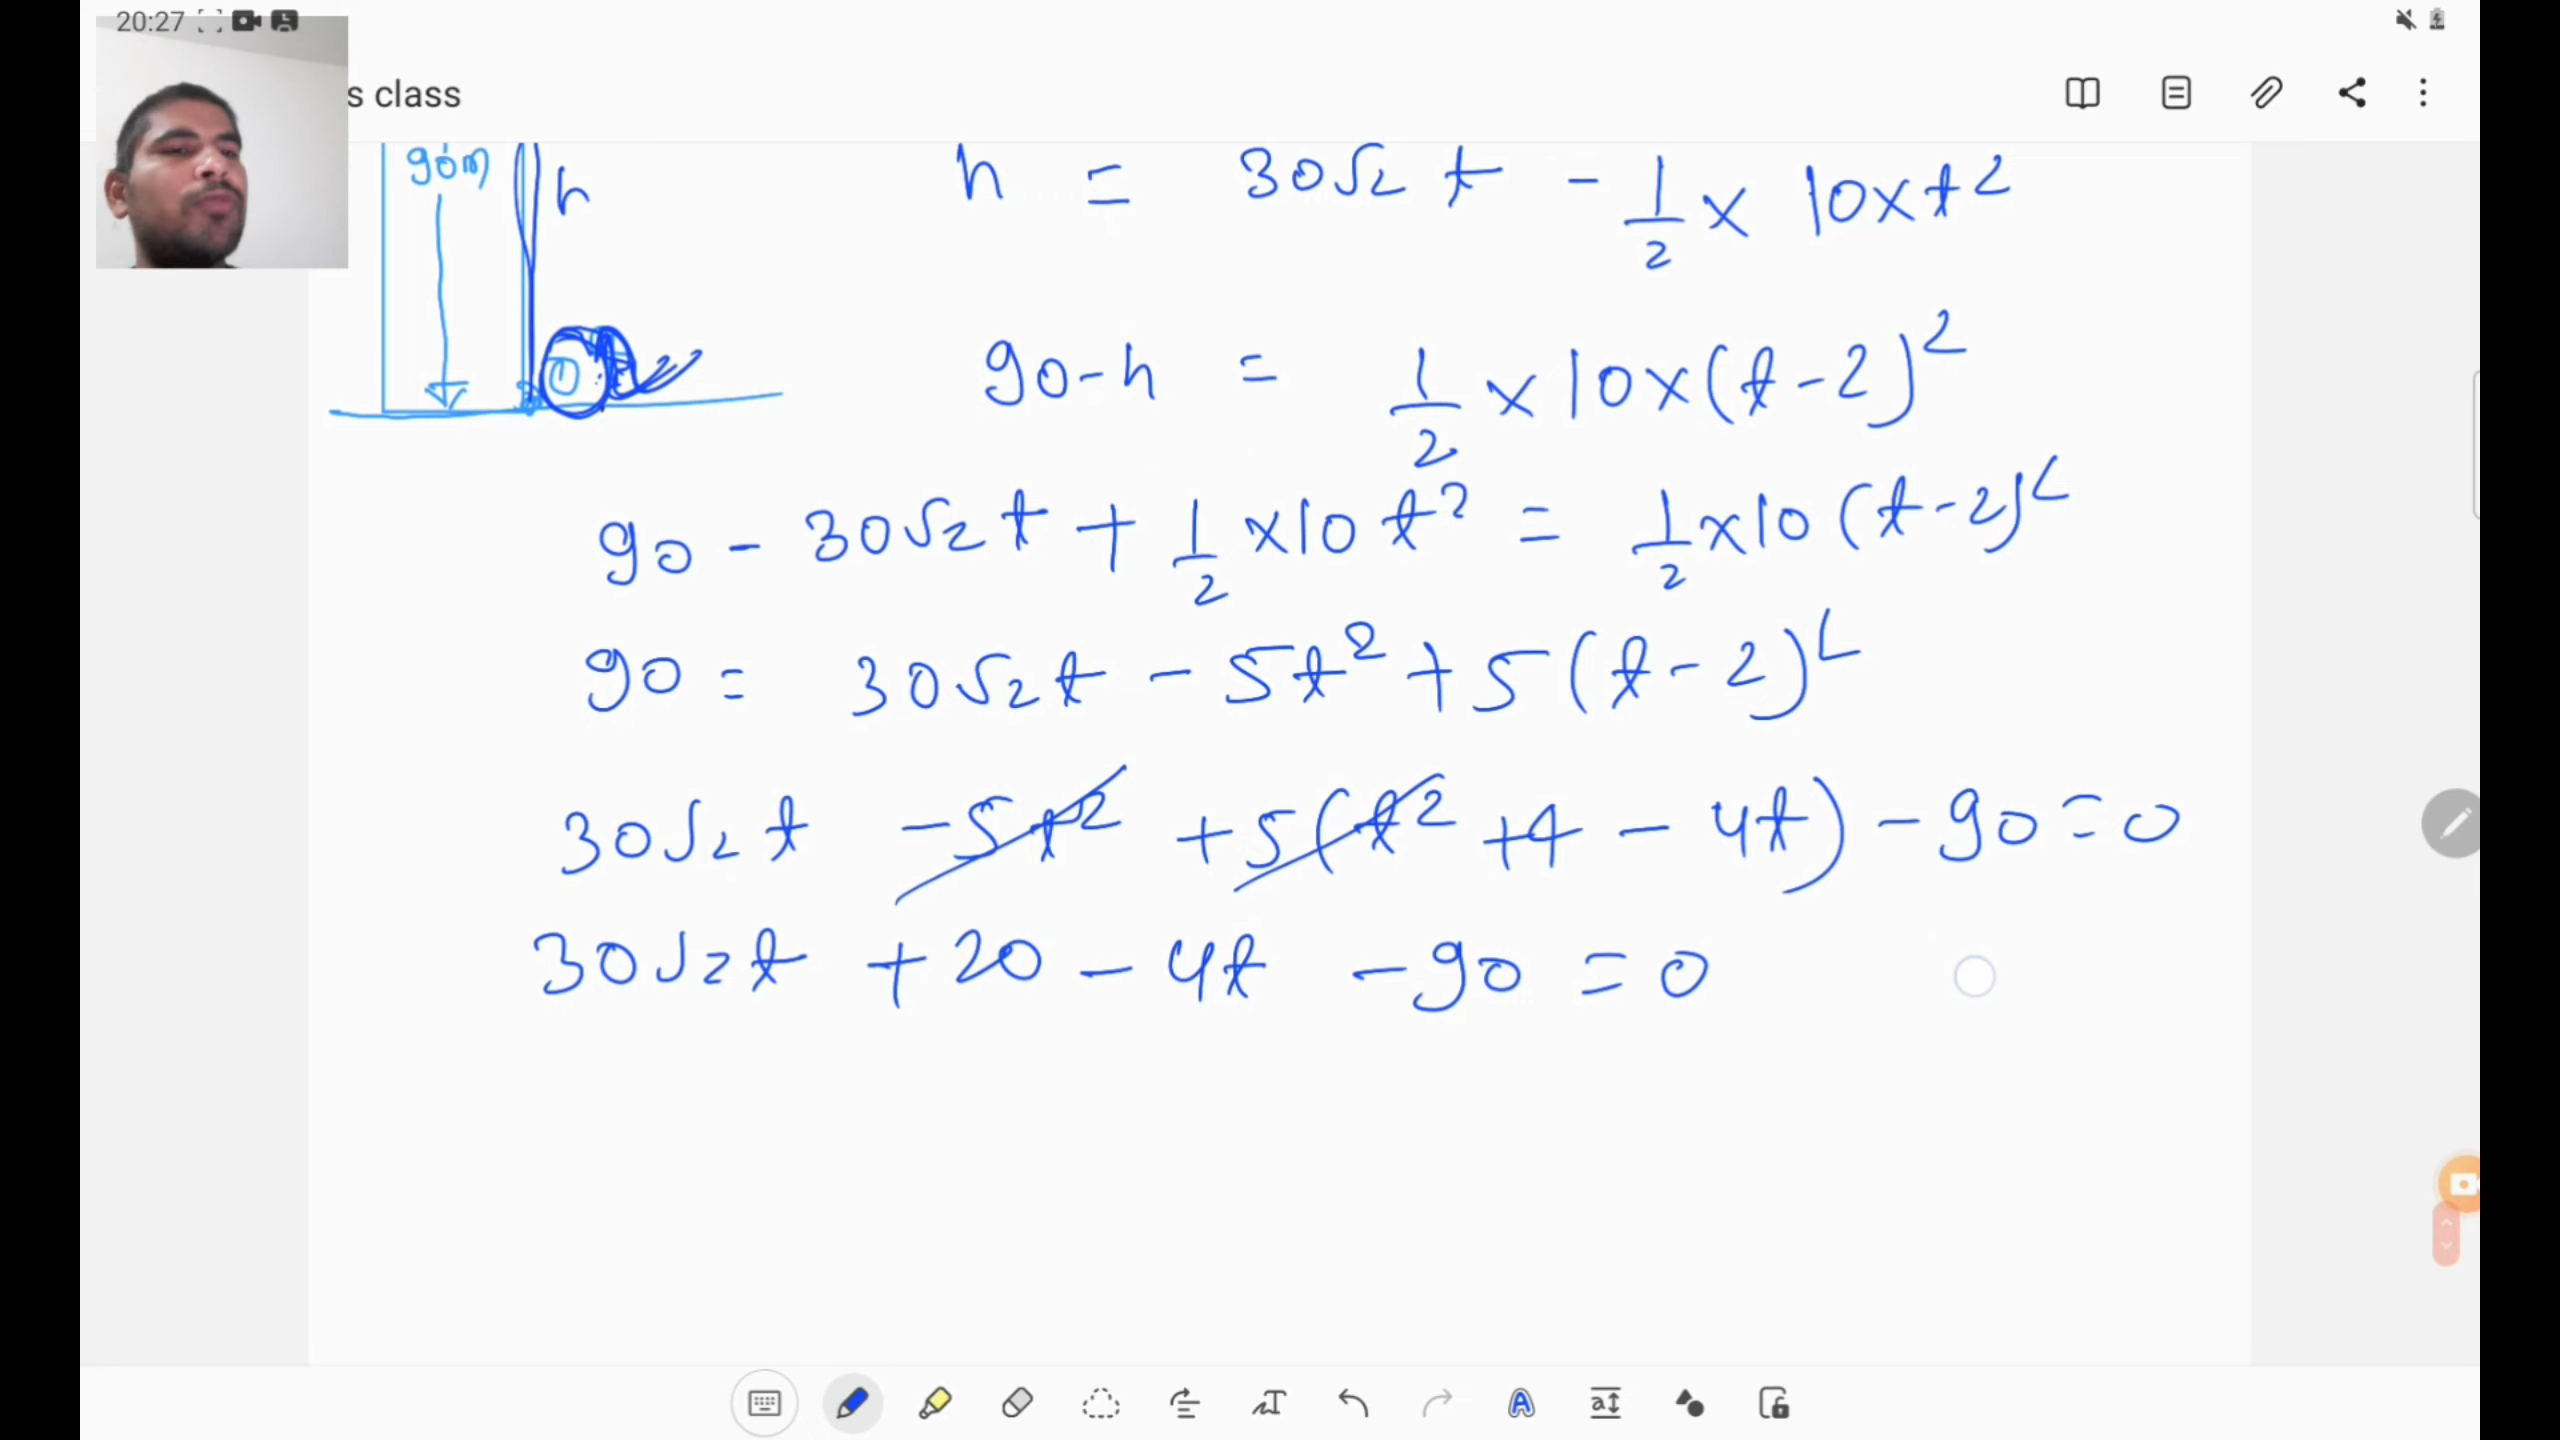 20:27
s class
90m
h
h = 30√2 t - 1/2 × 10×t²
90-h = 1/2 × 10×(t-2)²
90 - 30√2 t + 1/2 ×10 t² = 1/2 ×10 (t-2)²
90 = 30√2 t - 5t² + 5(t-2)²
30√2 t -5t² +5(t² +4 - 4t) - 90 = 0
30√2 t + 20 - 4t - 90 = 0